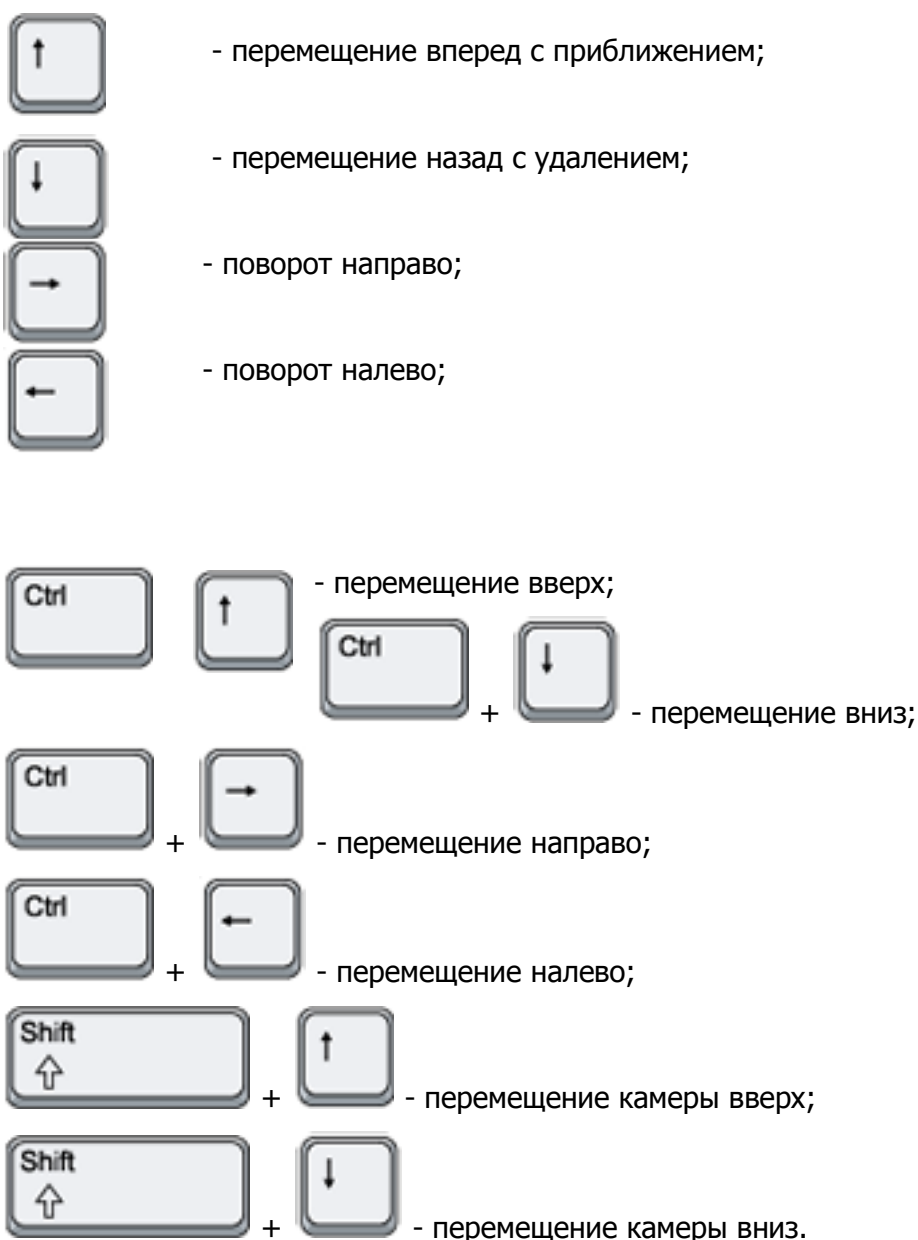 ↑ - перемещение вперед с приближением;
↓ - перемещение назад с удалением;
→ - поворот направо;
← - поворот налево;
Ctrl ↑ - перемещение вверх;
Ctrl + ↓ - перемещение вниз;
Ctrl + → - перемещение направо;
Ctrl + ← - перемещение налево;
Shift ⇧ + ↑ - перемещение камеры вверх;
Shift ⇧ + ↓ - перемещение камеры вниз.